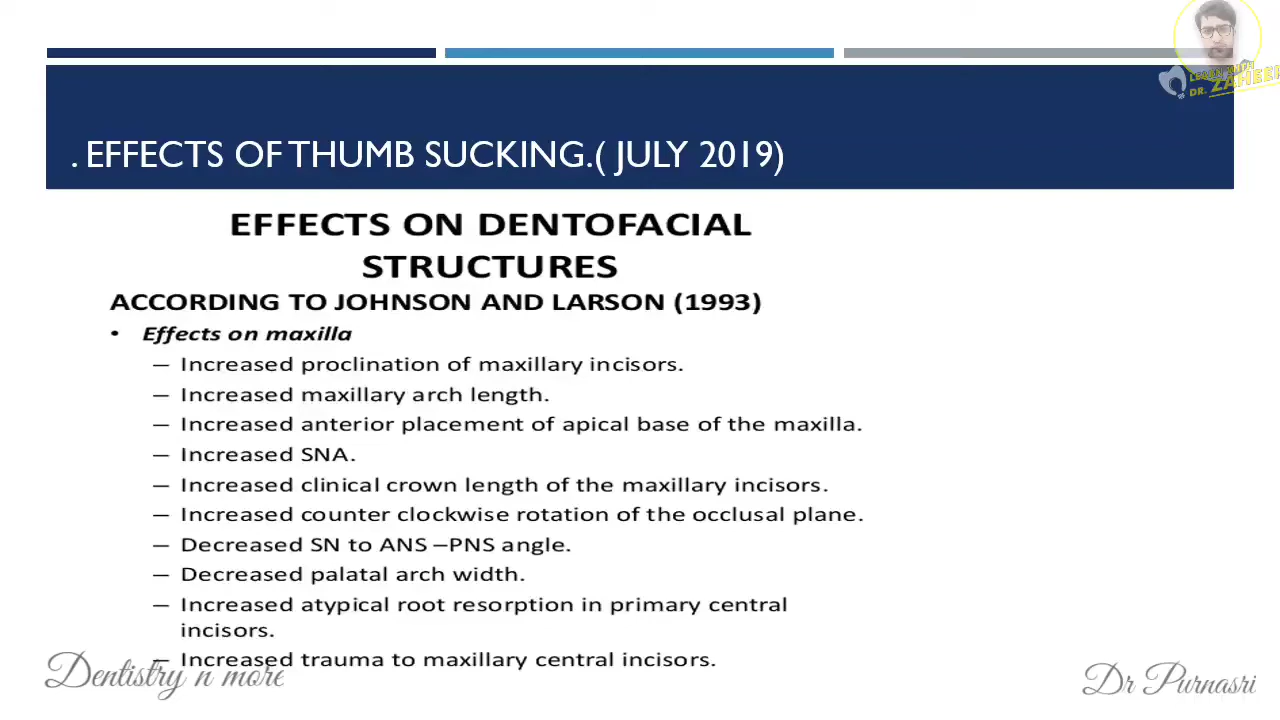 LEARN WITH
DR. ZAHEER
. EFFECTS OF THUMB SUCKING.( JULY 2019)
EFFECTS ON DENTOFACIAL
STRUCTURES
ACCORDING TO JOHNSON AND LARSON (1993)
• Effects on maxilla
– Increased proclination of maxillary incisors.
– Increased maxillary arch length.
– Increased anterior placement of apical base of the maxilla.
– Increased SNA.
– Increased clinical crown length of the maxillary incisors.
– Increased counter clockwise rotation of the occlusal plane.
– Decreased SN to ANS –PNS angle.
– Decreased palatal arch width.
– Increased atypical root resorption in primary central
incisors.
– Increased trauma to maxillary central incisors.
Dentistry n more
Dr Purnasri